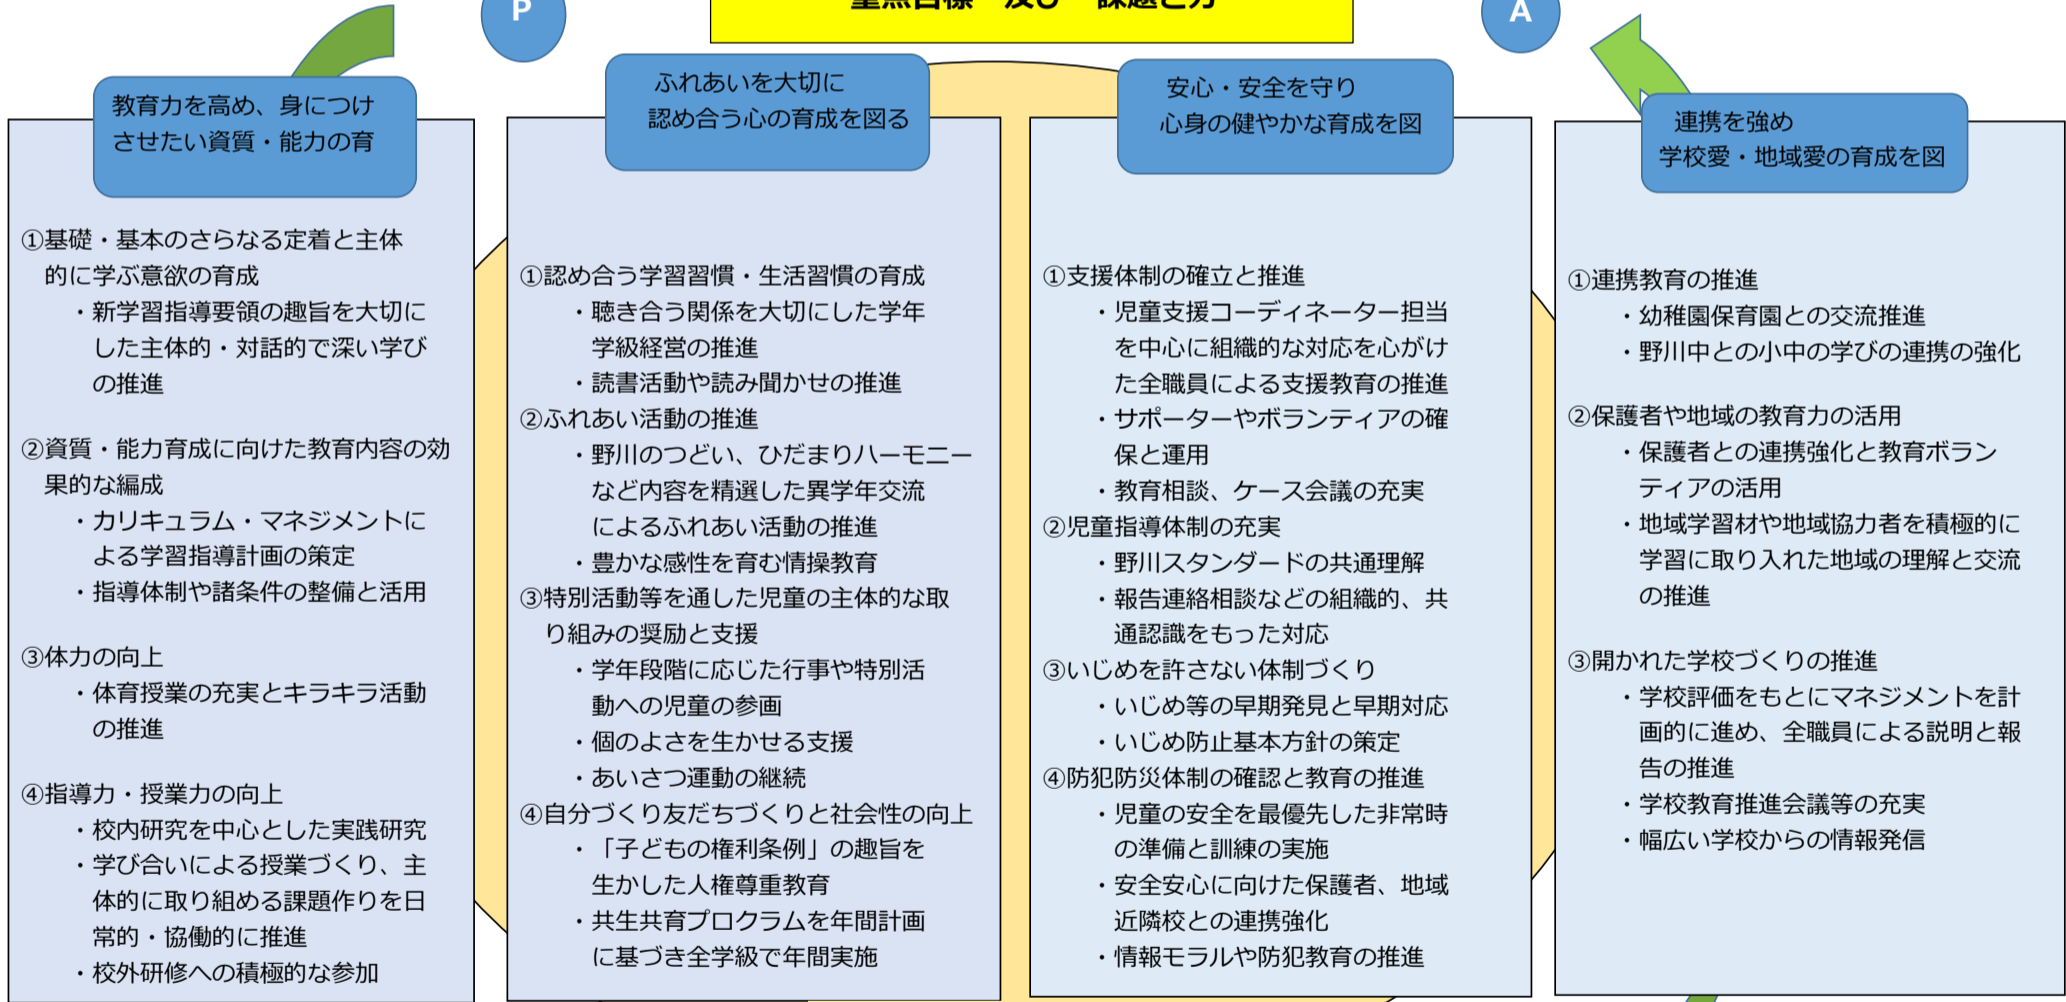 P
重点目標　及び　課題と方
A
教育力を高め、身につけ
させたい資質・能力の育
①基礎・基本のさらなる定着と主体
的に学ぶ意欲の育成
・新学習指導要領の趣旨を大切に
した主体的・対話的で深い学び
の推進
②資質・能力育成に向けた教育内容の効
果的な編成
・カリキュラム・マネジメントに
よる学習指導計画の策定
・指導体制や諸条件の整備と活用
③体力の向上
・体育授業の充実とキラキラ活動
の推進
④指導力・授業力の向上
・校内研究を中心とした実践研究
・学び合いによる授業づくり、主
体的に取り組める課題作りを日
常的・協働的に推進
・校外研修への積極的な参加
ふれあいを大切に
認め合う心の育成を図る
①認め合う学習習慣・生活習慣の育成
・聴き合う関係を大切にした学年
学級経営の推進
・読書活動や読み聞かせの推進
②ふれあい活動の推進
・野川のつどい、ひだまりハーモニー
など内容を精選した異学年交流
によるふれあい活動の推進
・豊かな感性を育む情操教育
③特別活動等を通した児童の主体的な取
り組みの奨励と支援
・学年段階に応じた行事や特別活
動への児童の参画
・個のよさを生かせる支援
・あいさつ運動の継続
④自分づくり友だちづくりと社会性の向上
・「子どもの権利条例」の趣旨を
生かした人権尊重教育
・共生共育プログラムを年間計画
に基づき全学級で年間実施
安心・安全を守り
心身の健やかな育成を図
①支援体制の確立と推進
・児童支援コーディネーター担当
を中心に組織的な対応を心がけ
た全職員による支援教育の推進
・サポーターやボランティアの確
保と運用
・教育相談、ケース会議の充実
②児童指導体制の充実
・野川スタンダードの共通理解
・報告連絡相談などの組織的、共
通認識をもった対応
③いじめを許さない体制づくり
・いじめ等の早期発見と早期対応
・いじめ防止基本方針の策定
④防犯防災体制の確認と教育の推進
・児童の安全を最優先した非常時
の準備と訓練の実施
・安全安心に向けた保護者、地域
近隣校との連携強化
・情報モラルや防犯教育の推進
連携を強め
学校愛・地域愛の育成を図
①連携教育の推進
・幼稚園保育園との交流推進
・野川中との小中の学びの連携の強化
②保護者や地域の教育力の活用
・保護者との連携強化と教育ボラン
ティアの活用
・地域学習材や地域協力者を積極的に
学習に取り入れた地域の理解と交流
の推進
③開かれた学校づくりの推進
・学校評価をもとにマネジメントを計
画的に進め、全職員による説明と報
告の推進
・学校教育推進会議等の充実
・幅広い学校からの情報発信